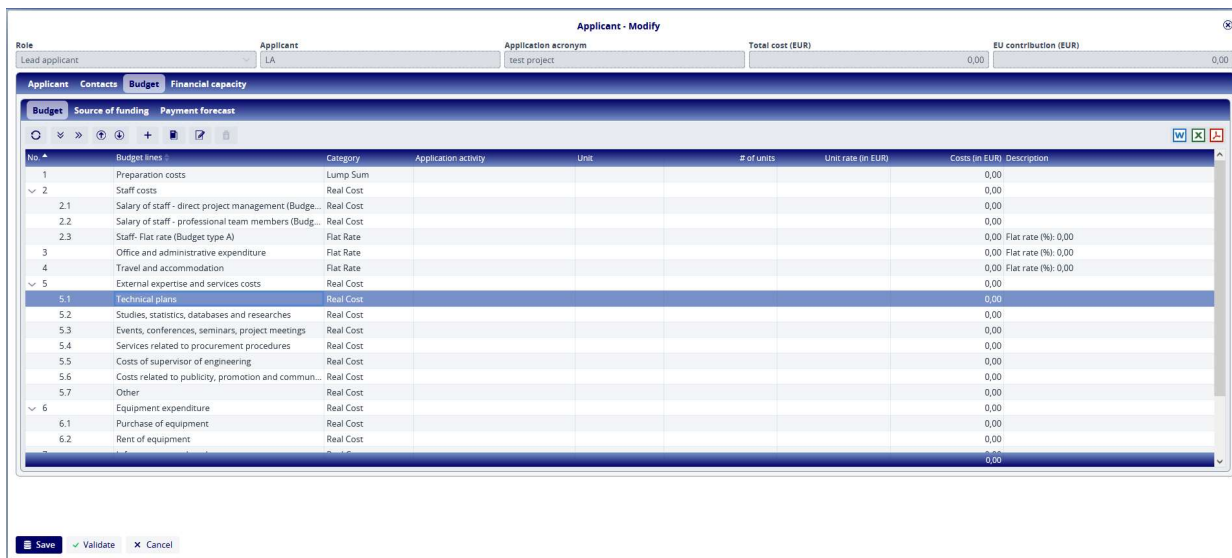 Applicant - Modify
Role Applicant Application acronym Total cost (EUR) EU contribution (EUR)
Lead applicant LA test project 0,00 0,00
Applicant Contacts Budget Financial capacity
Budget Source of funding Payment forecast
No. Budget lines Category Application activity Unit # of units Unit rate (in EUR) Costs (in EUR) Description
1 Preparation costs Lump Sum 0,00
2 Staff costs Real Cost 0,00
2.1 Salary of staff - direct project management (Budge... Real Cost 0,00
2.2 Salary of staff - professional team members (Budg... Real Cost 0,00
2.3 Staff- Flat rate (Budget type A) Flat Rate 0,00 Flat rate (%): 0,00
3 Office and administrative expenditure Flat Rate 0,00 Flat rate (%): 0,00
4 Travel and accommodation Flat Rate 0,00 Flat rate (%): 0,00
5 External expertise and services costs Real Cost 0,00
5.1 Technical plans Real Cost 0,00
5.2 Studies, statistics, databases and researches Real Cost 0,00
5.3 Events, conferences, seminars, project meetings Real Cost 0,00
5.4 Services related to procurement procedures Real Cost 0,00
5.5 Costs of supervisor of engineering Real Cost 0,00
5.6 Costs related to publicity, promotion and commun... Real Cost 0,00
5.7 Other Real Cost 0,00
6 Equipment expenditure Real Cost 0,00
6.1 Purchase of equipment Real Cost 0,00
6.2 Rent of equipment Real Cost 0,00
0,00
Save Validate Cancel